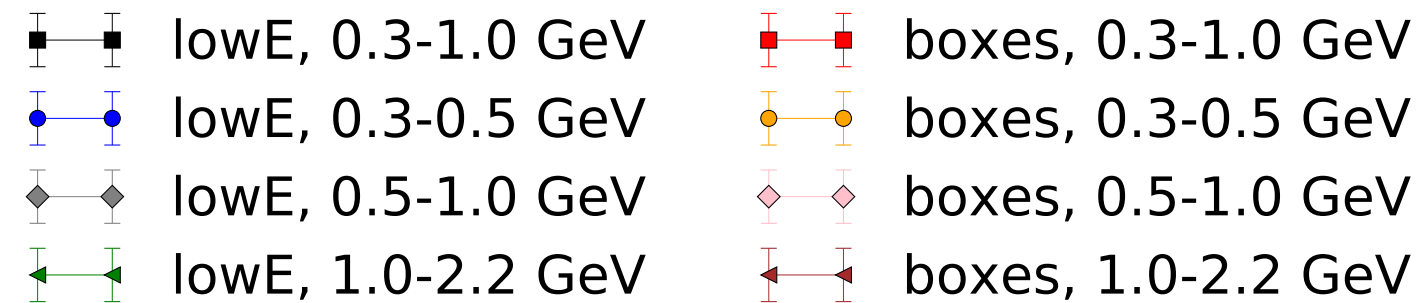 lowE, 0.3-1.0 GeV
lowE, 0.3-0.5 GeV
lowE, 0.5-1.0 GeV
lowE, 1.0-2.2 GeV
boxes, 0.3-1.0 GeV
boxes, 0.3-0.5 GeV
boxes, 0.5-1.0 GeV
boxes, 1.0-2.2 GeV